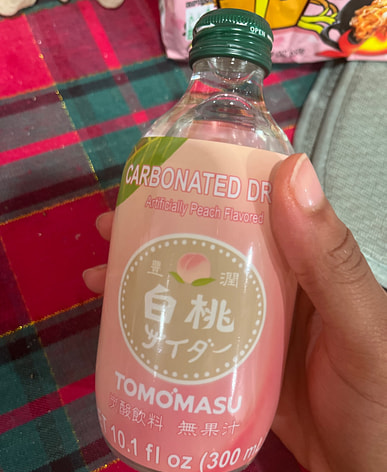 OPEN
CARBONATED DR
Artificially Peach Flavored
豊 潤
白桃
サイダー
TOMOMASU
炭酸飲料 無果汁
10.1 fl oz (300 m